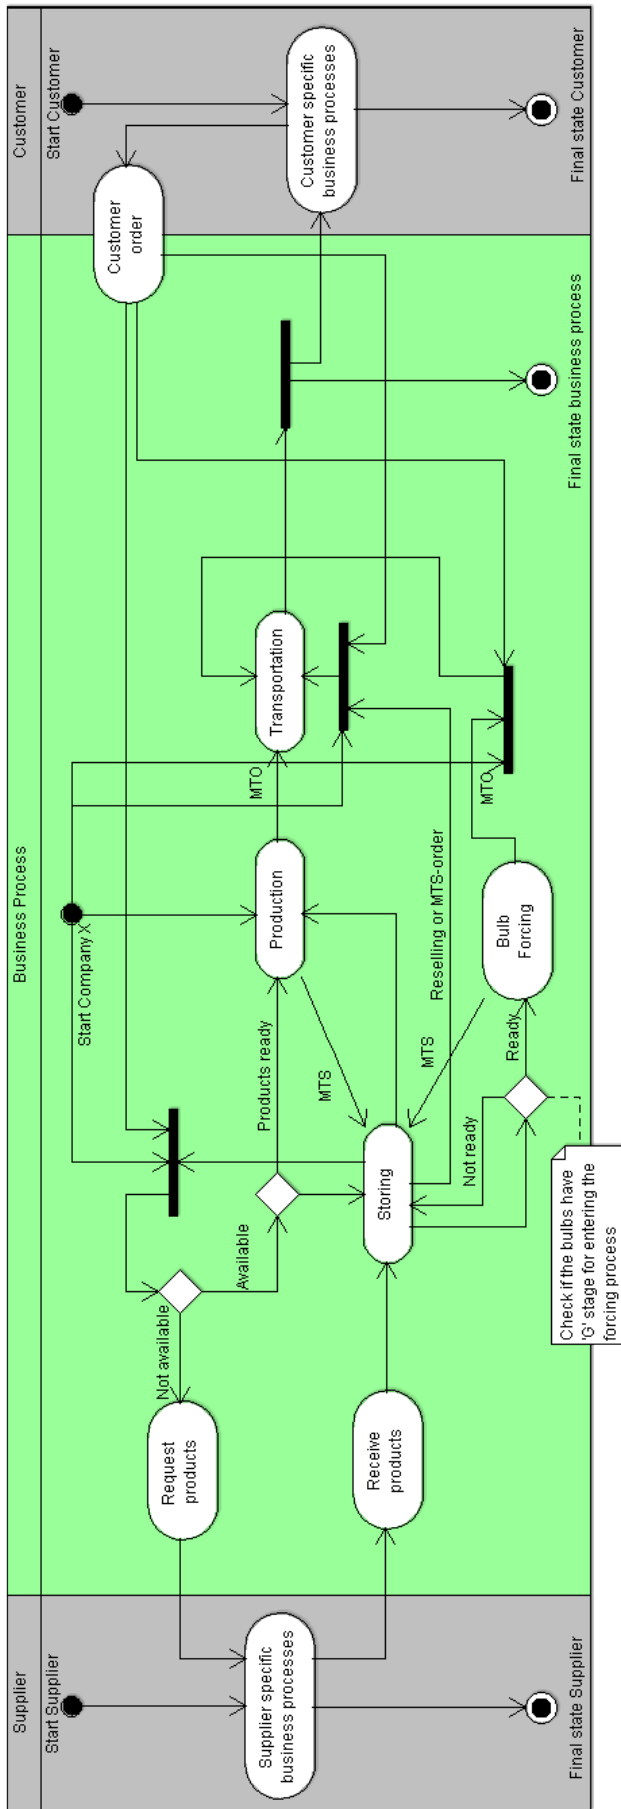 Supplier
Business Process
Customer
Start Supplier
Start Company X
Start Customer
Customer
order
Not available
Available
Request
products
Products ready
Production
MTO
Transportation
Supplier specific
business processes
Customer specific
business processes
MTS
Storing
Receive
products
Reselling or MTS-order
Not ready
MTS
Ready
Bulb
Forcing
MTO
Check if the bulbs have
'G' stage for entering the
forcing process
Final state Supplier
Final state business process
Final state Customer